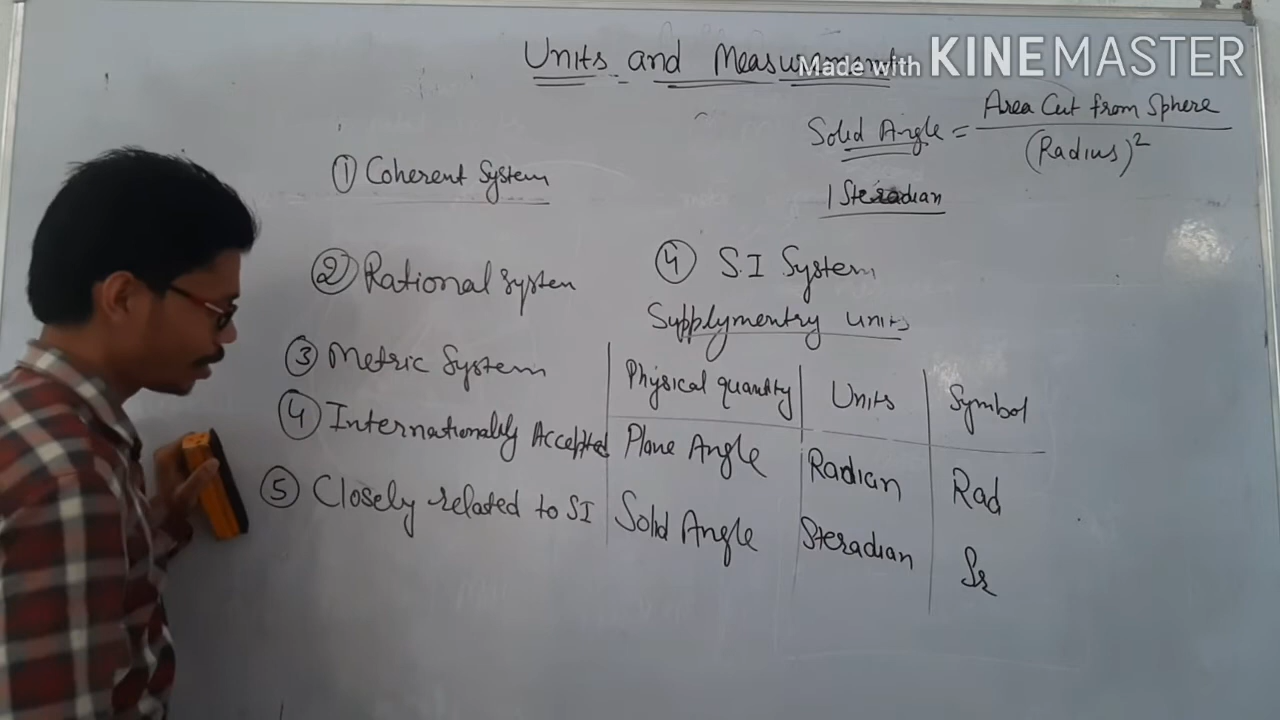 Units and Measurement
Made with KINEMASTER
Solid Angle = Area Cut from Sphere
(Radius)²
1 Steradian
① Coherent System
② Rational System
③ Metric System
④ Internationally Accepted
⑤ Closely related to SI
④ S.I System
Supplymentry units
Physical quantity Units Symbol
Plane Angle Radian Rad
Solid Angle Steradian Sr